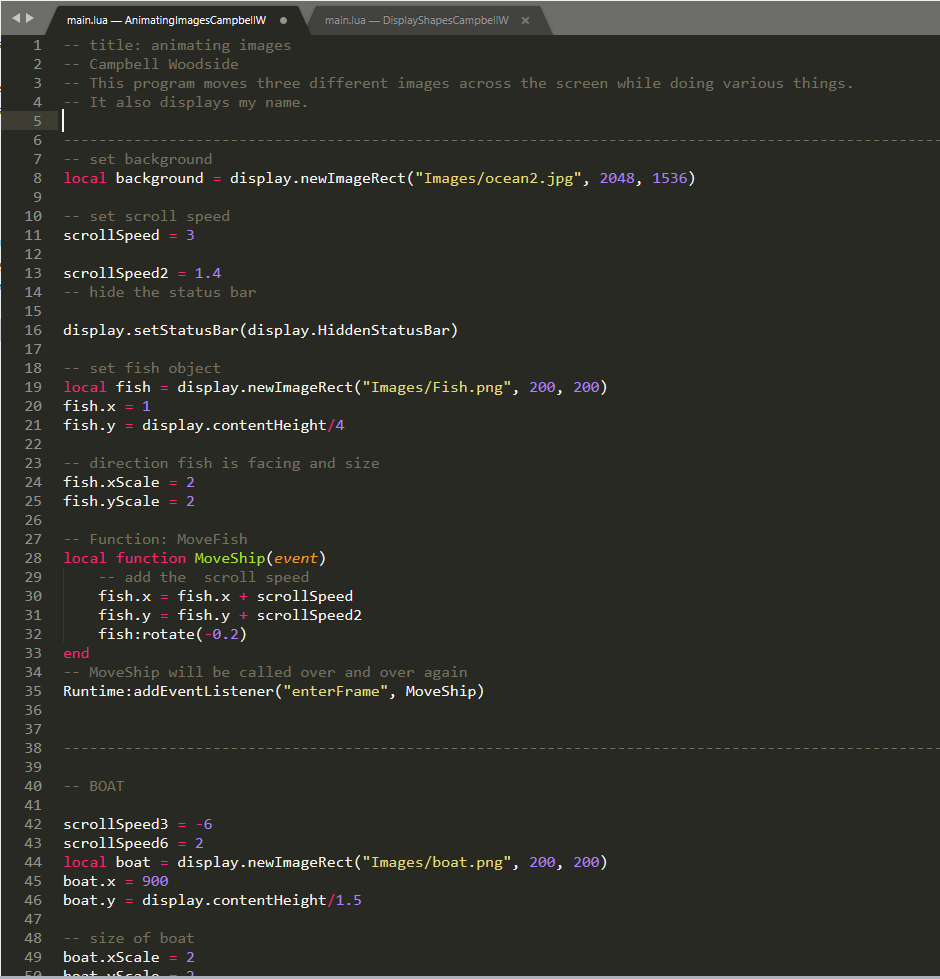 main.lua — AnimatingImagesCampbellW
main.lua — DisplayShapesCampbellW
1 -- title: animating images
2 -- Campbell Woodside
3 -- This program moves three different images across the screen while doing various things.
4 -- It also displays my name.
5
6 ----------------------------------------------------------------------------------------------------
7 -- set background
8 local background = display.newImageRect("Images/ocean2.jpg", 2048, 1536)
9
10 -- set scroll speed
11 scrollSpeed = 3
12
13 scrollSpeed2 = 1.4
14 -- hide the status bar
15
16 display.setStatusBar(display.HiddenStatusBar)
17
18 -- set fish object
19 local fish = display.newImageRect("Images/Fish.png", 200, 200)
20 fish.x = 1
21 fish.y = display.contentHeight/4
22
23 -- direction fish is facing and size
24 fish.xScale = 2
25 fish.yScale = 2
26
27 -- Function: MoveFish
28 local function MoveShip(event)
29 -- add the  scroll speed
30 fish.x = fish.x + scrollSpeed
31 fish.y = fish.y + scrollSpeed2
32 fish:rotate(-0.2)
33 end
34 -- MoveShip will be called over and over again
35 Runtime:addEventListener("enterFrame", MoveShip)
36
37
38 ----------------------------------------------------------------------------------------------------
39
40 -- BOAT
41
42 scrollSpeed3 = -6
43 scrollSpeed6 = 2
44 local boat = display.newImageRect("Images/boat.png", 200, 200)
45 boat.x = 900
46 boat.y = display.contentHeight/1.5
47
48 -- size of boat
49 boat.xScale = 2
50 boat.yScale = 2